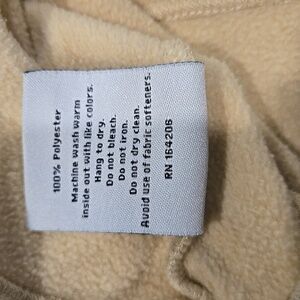 100% Polyester
Machine wash warm
inside out with like colors.
Hang to dry.
Do not bleach.
Do not iron.
Do not dry clean.
Avoid use of fabric softeners.
RN 164206